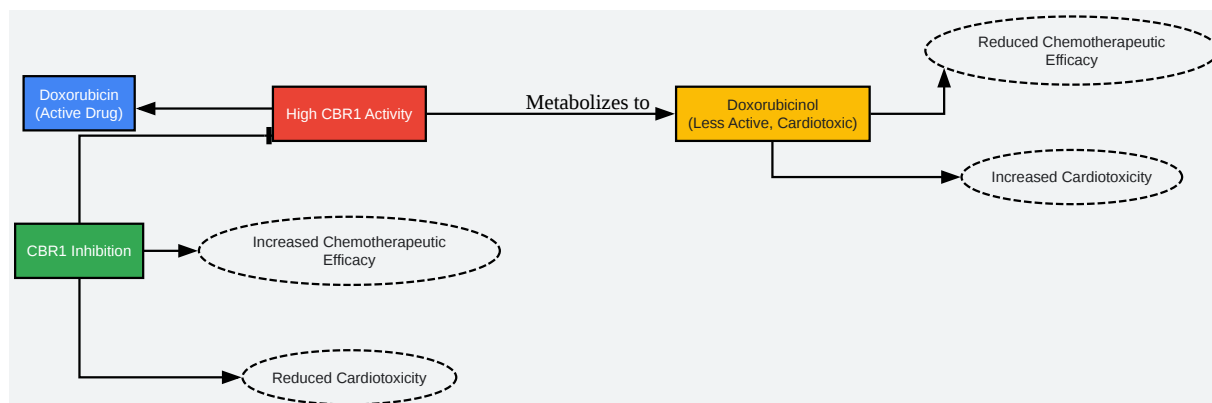 Reduced Chemotherapeutic
Efficacy
Doxorubicin
(Active Drug)
High CBR1 Activity
Metabolizes to
Doxorubicinol
(Less Active, Cardiotoxic)
Increased Cardiotoxicity
CBR1 Inhibition
Increased Chemotherapeutic
Efficacy
Reduced Cardiotoxicity